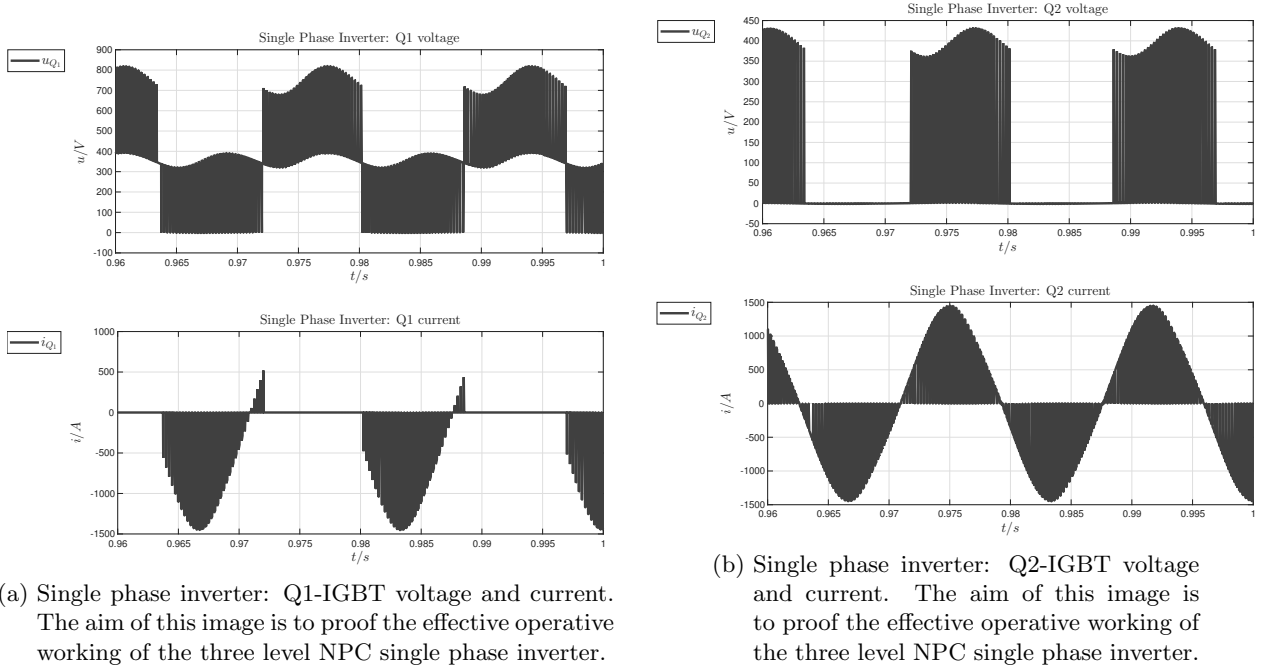 Single Phase Inverter: Q1 voltage
u_{Q_1}
900
800
700
600
500
400
300
200
100
0
-100
u/V
0.96 0.965 0.97 0.975 0.98 0.985 0.99 0.995 1
t/s
Single Phase Inverter: Q1 current
i_{Q_1}
1000
500
0
-500
-1000
-1500
i/A
0.96 0.965 0.97 0.975 0.98 0.985 0.99 0.995 1
t/s
(a) Single phase inverter: Q1-IGBT voltage and current.
The aim of this image is to proof the effective operative
working of the three level NPC single phase inverter.
Single Phase Inverter: Q2 voltage
u_{Q_2}
450
400
350
300
250
200
150
100
50
0
-50
u/V
0.96 0.965 0.97 0.975 0.98 0.985 0.99 0.995 1
t/s
Single Phase Inverter: Q2 current
i_{Q_2}
1500
1000
500
0
-500
-1000
-1500
i/A
0.96 0.965 0.97 0.975 0.98 0.985 0.99 0.995 1
t/s
(b) Single phase inverter: Q2-IGBT voltage
and current. The aim of this image is
to proof the effective operative working of
the three level NPC single phase inverter.